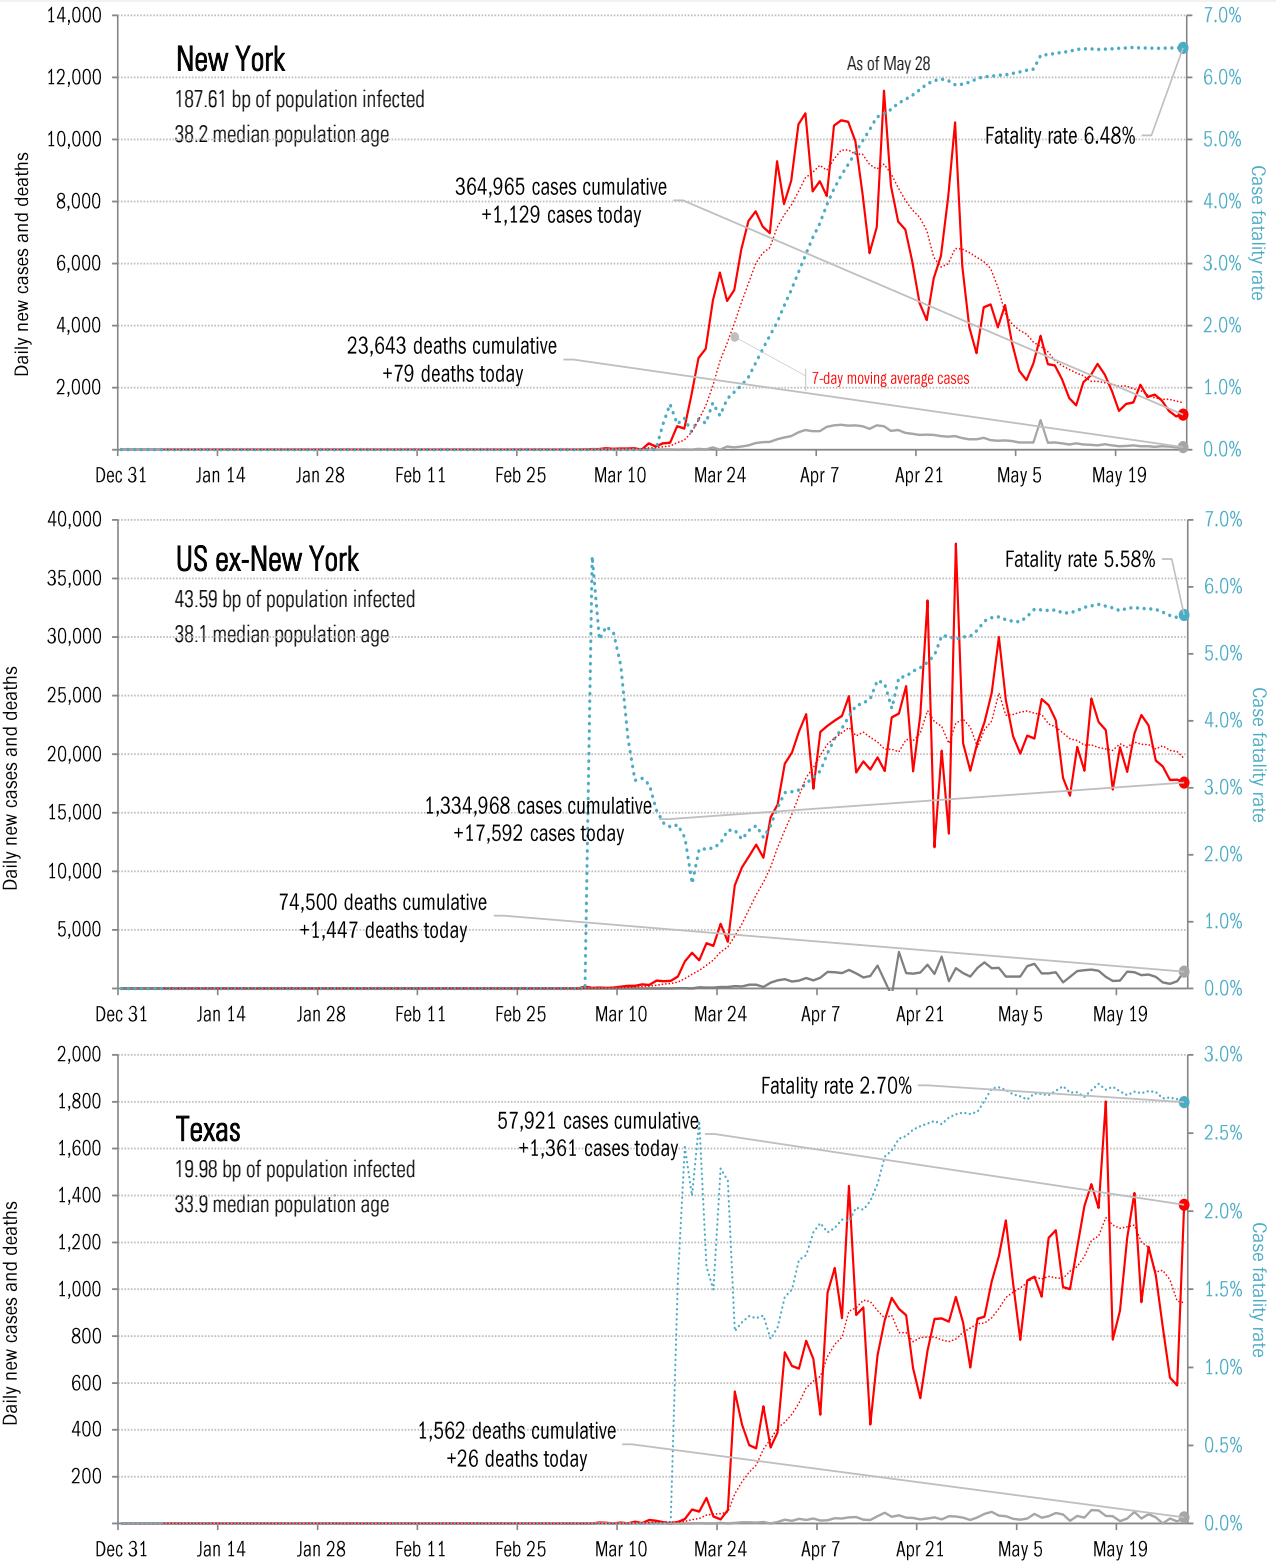 14,000
12,000
10,000
8,000
6,000
4,000
2,000
7.0%
6.0%
5.0%
4.0%
3.0%
2.0%
1.0%
0.0%
Daily new cases and deaths
Case fatality rate
New York
187.61 bp of population infected
38.2 median population age
As of May 28
Fatality rate 6.48%
364,965 cases cumulative
+1,129 cases today
23,643 deaths cumulative
+79 deaths today
7-day moving average cases
Dec 31 Jan 14 Jan 28 Feb 11 Feb 25 Mar 10 Mar 24 Apr 7 Apr 21 May 5 May 19
40,000
35,000
30,000
25,000
20,000
15,000
10,000
5,000
7.0%
6.0%
5.0%
4.0%
3.0%
2.0%
1.0%
0.0%
Daily new cases and deaths
Case fatality rate
US ex-New York
43.59 bp of population infected
38.1 median population age
Fatality rate 5.58%
1,334,968 cases cumulative
+17,592 cases today
74,500 deaths cumulative
+1,447 deaths today
Dec 31 Jan 14 Jan 28 Feb 11 Feb 25 Mar 10 Mar 24 Apr 7 Apr 21 May 5 May 19
2,000
1,800
1,600
1,400
1,200
1,000
800
600
400
200
3.0%
2.5%
2.0%
1.5%
1.0%
0.5%
0.0%
Daily new cases and deaths
Case fatality rate
Texas
19.98 bp of population infected
33.9 median population age
Fatality rate 2.70%
57,921 cases cumulative
+1,361 cases today
1,562 deaths cumulative
+26 deaths today
Dec 31 Jan 14 Jan 28 Feb 11 Feb 25 Mar 10 Mar 24 Apr 7 Apr 21 May 5 May 19